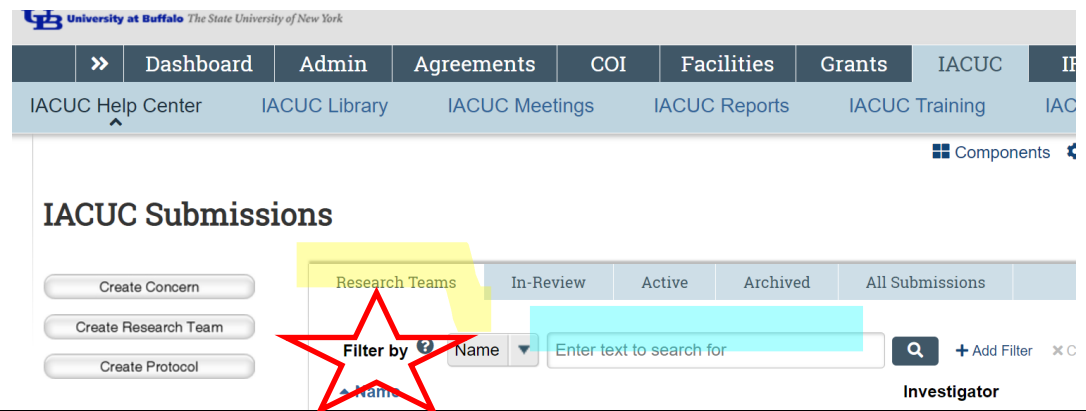 UB University at Buffalo The State University of New York
» Dashboard Admin Agreements COI Facilities Grants IACUC
IACUC Help Center IACUC Library IACUC Meetings IACUC Reports IACUC Training
Components
IACUC Submissions
Research Teams In-Review Active Archived All Submissions
Create Concern
Create Research Team
Filter by ? Name Enter text to search for + Add Filter
Create Protocol
Name Investigator